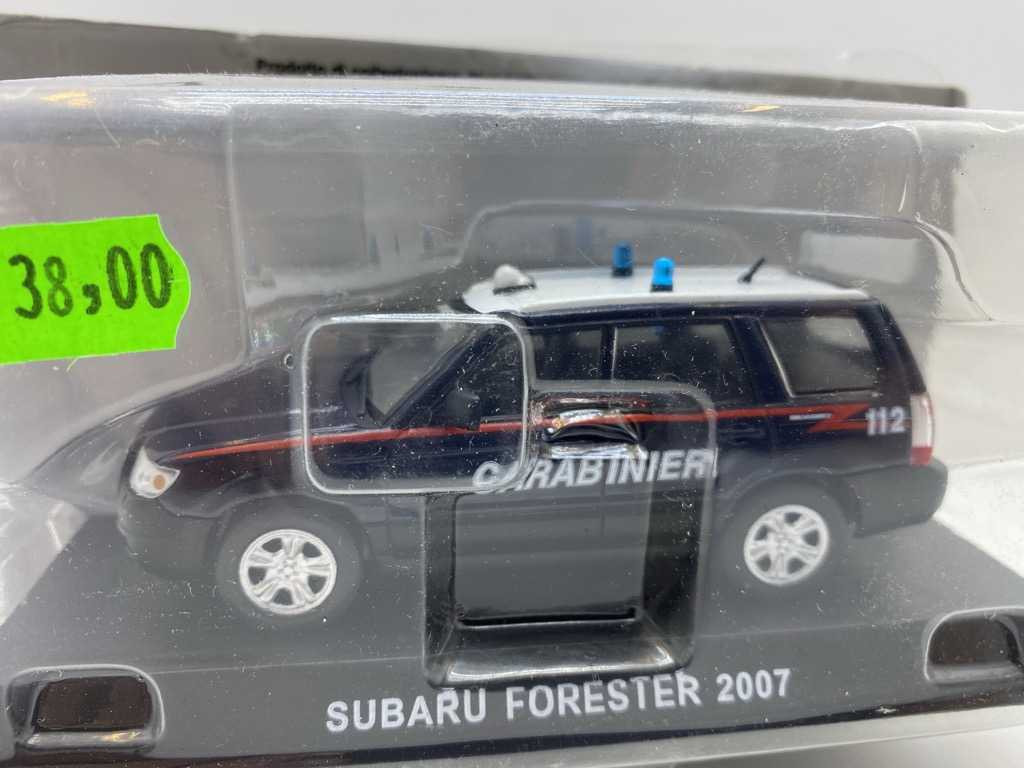 38,00
112
CARABINIERI
SUBARU FORESTER 2007